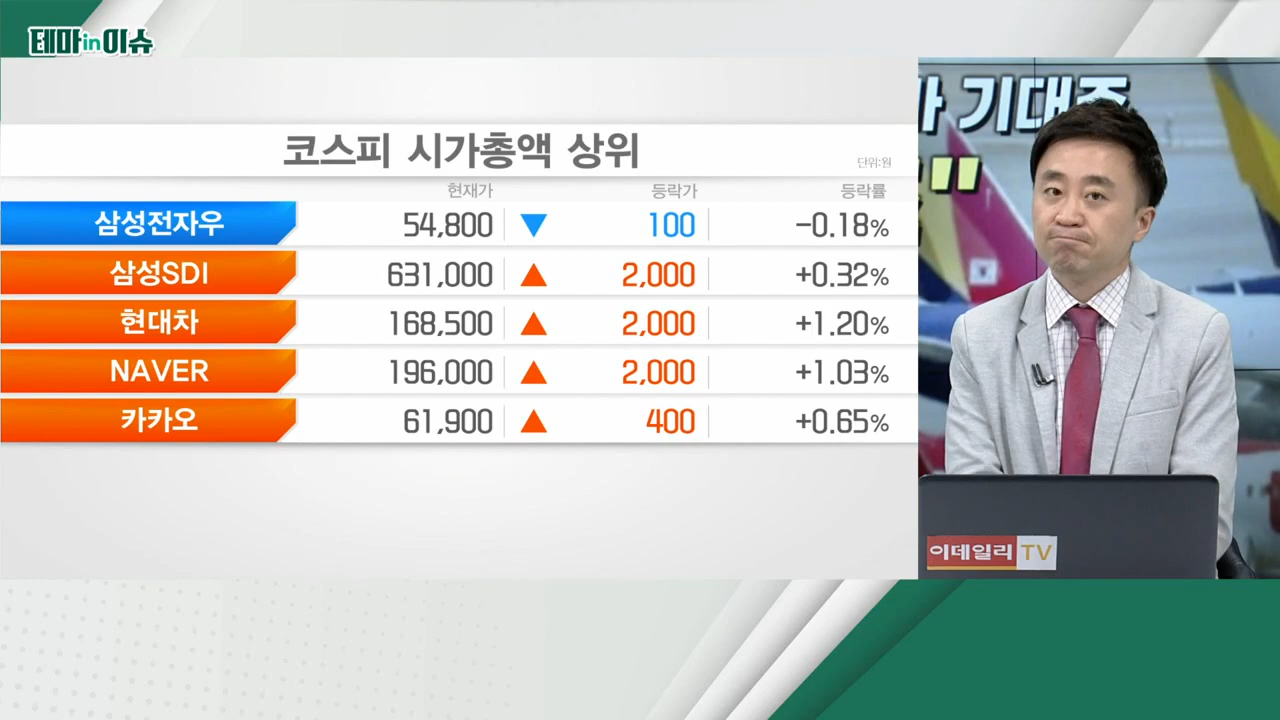 테마in이슈
코스피 시가총액 상위
단위:원
현재가 등락가 등락률
삼성전자우 54,800 ▼ 100 -0.18%
삼성SDI 631,000 ▲ 2,000 +0.32%
현대차 168,500 ▲ 2,000 +1.20%
NAVER 196,000 ▲ 2,000 +1.03%
카카오 61,900 ▲ 400 +0.65%
기대주
"
이데일리TV